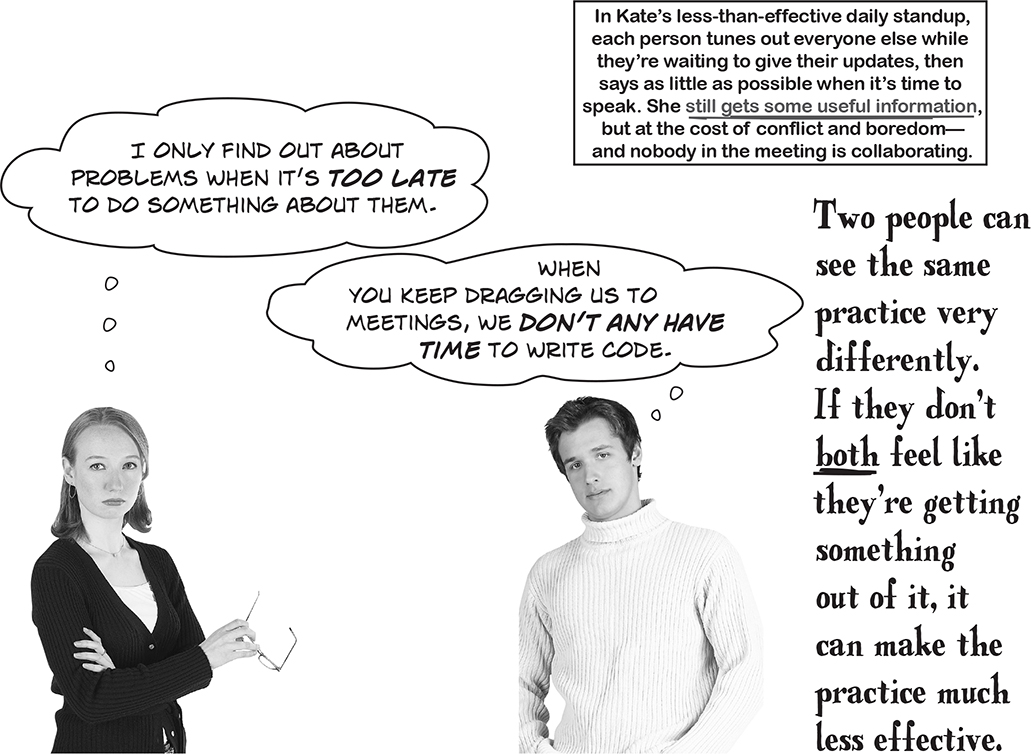 In Kate's less-than-effective daily standup,
each person tunes out everyone else while
they're waiting to give their updates, then
says as little as possible when it's time to
speak. She still gets some useful information,
but at the cost of conflict and boredom—
and nobody in the meeting is collaborating.
I ONLY FIND OUT ABOUT
PROBLEMS WHEN IT'S TOO LATE
TO DO SOMETHING ABOUT THEM.
WHEN
YOU KEEP DRAGGING US TO
MEETINGS, WE DON'T ANY HAVE
TIME TO WRITE CODE.
Two people can
see the same
practice very
differently.
If they don't
both feel like
they're getting
something
out of it, it
can make the
practice much
less effective.